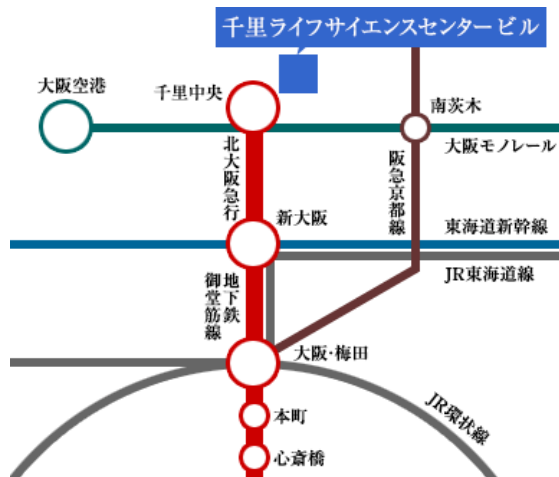 千里ライフサイエンスセンタービル
大阪空港
千里中央
南茨木
大阪モノレール
北大阪急行
阪急京都線
新大阪
東海道新幹線
JR東海道線
地下鉄
御堂筋線
大阪・梅田
JR環状線
本町
心斎橋